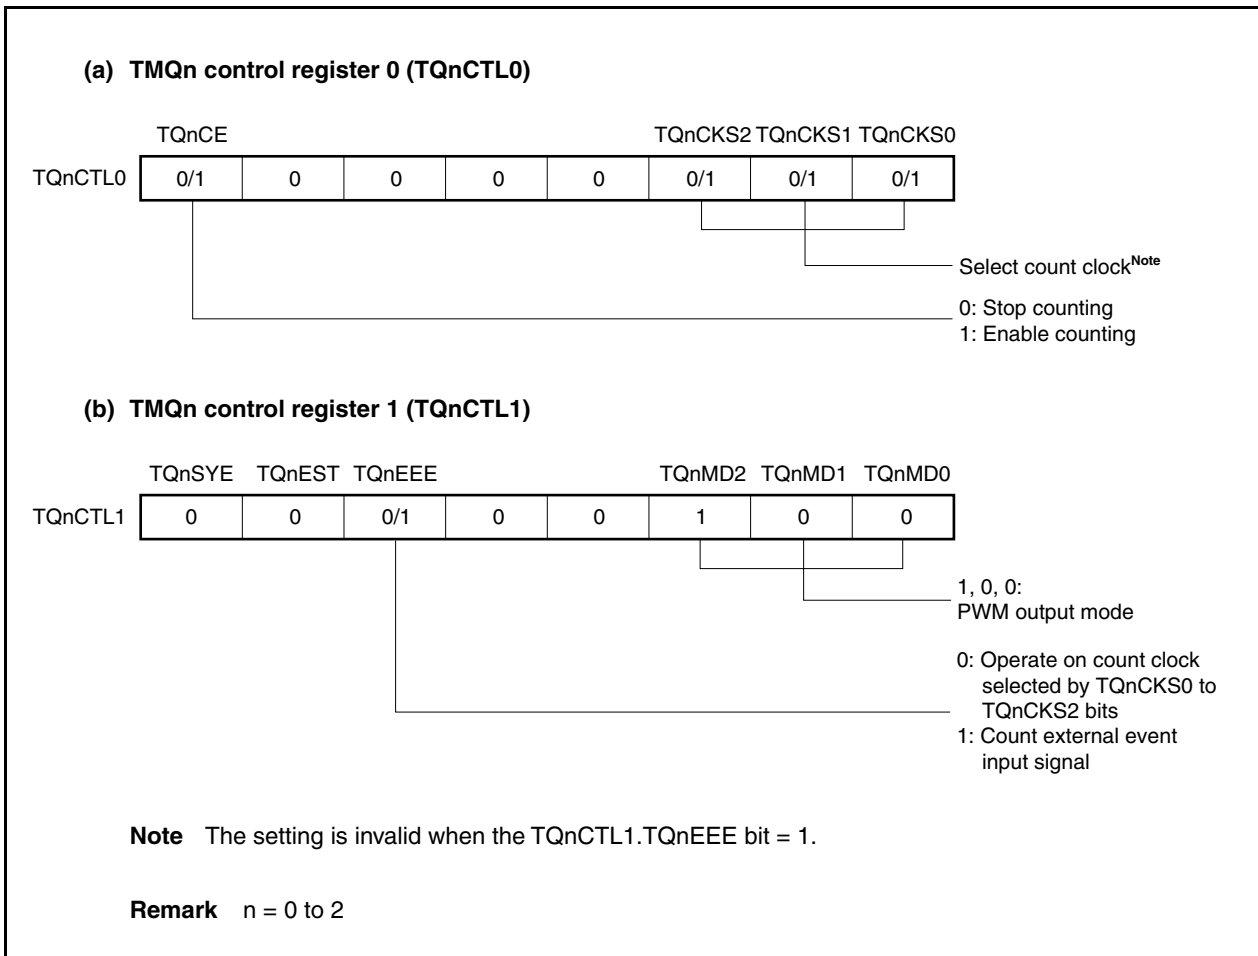 (a) TMQn control register 0 (TQnCTL0)
TQnCE TQnCKS2 TQnCKS1 TQnCKS0
TQnCTL0 0/1 0 0 0 0 0/1 0/1 0/1
Select count clockNote
0: Stop counting
1: Enable counting
(b) TMQn control register 1 (TQnCTL1)
TQnSYE TQnEST TQnEEE TQnMD2 TQnMD1 TQnMD0
TQnCTL1 0 0 0/1 0 0 1 0 0
1, 0, 0:
PWM output mode
0: Operate on count clock
selected by TQnCKS0 to
TQnCKS2 bits
1: Count external event
input signal
Note The setting is invalid when the TQnCTL1.TQnEEE bit = 1.
Remark n = 0 to 2